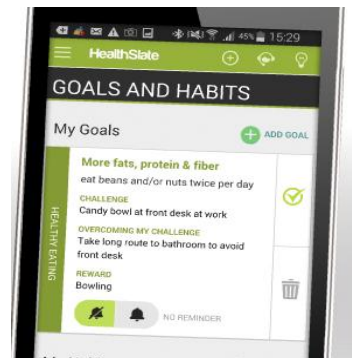 45% 15:29
HealthSlate
GOALS AND HABITS
My Goals
ADD GOAL
HEALTHY EATING
More fats, protein & fiber
eat beans and/or nuts twice per day
CHALLENGE
Candy bowl at front desk at work
OVERCOMING MY CHALLENGE
Take long route to bathroom to avoid
front desk
REWARD
Bowling
NO REMINDER